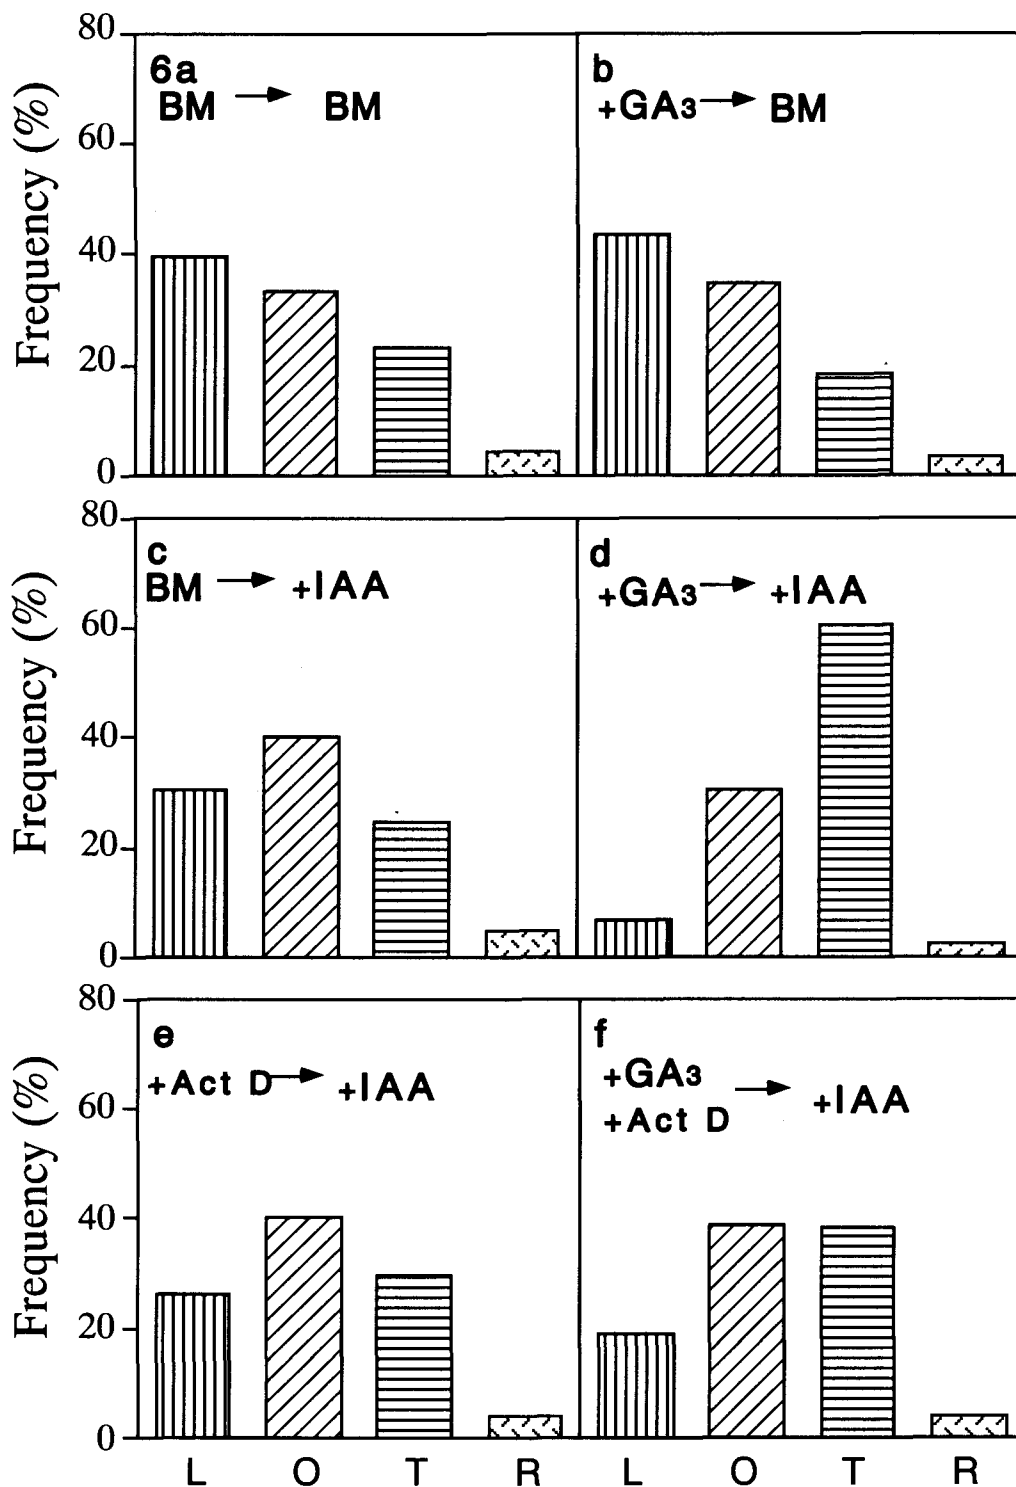 80
60
40
20
0
Frequency (%)
6a
BM → BM
b
+GA3 → BM
80
60
40
20
0
Frequency (%)
c
BM → +IAA
d
+GA3 → +IAA
80
60
40
20
0
Frequency (%)
e
+Act D → +IAA
f
+GA3
+Act D → +IAA
L O T R L O T R